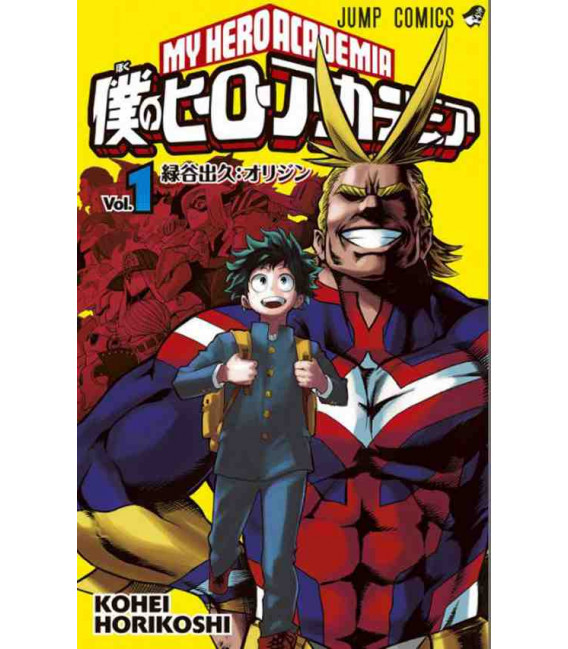 JUMP COMICS
MY HERO ACADEMIA
ぼく
僕のヒーローアカデミア
Vol.1
緑谷出久:オリジン
KOHEI
HORIKOSHI